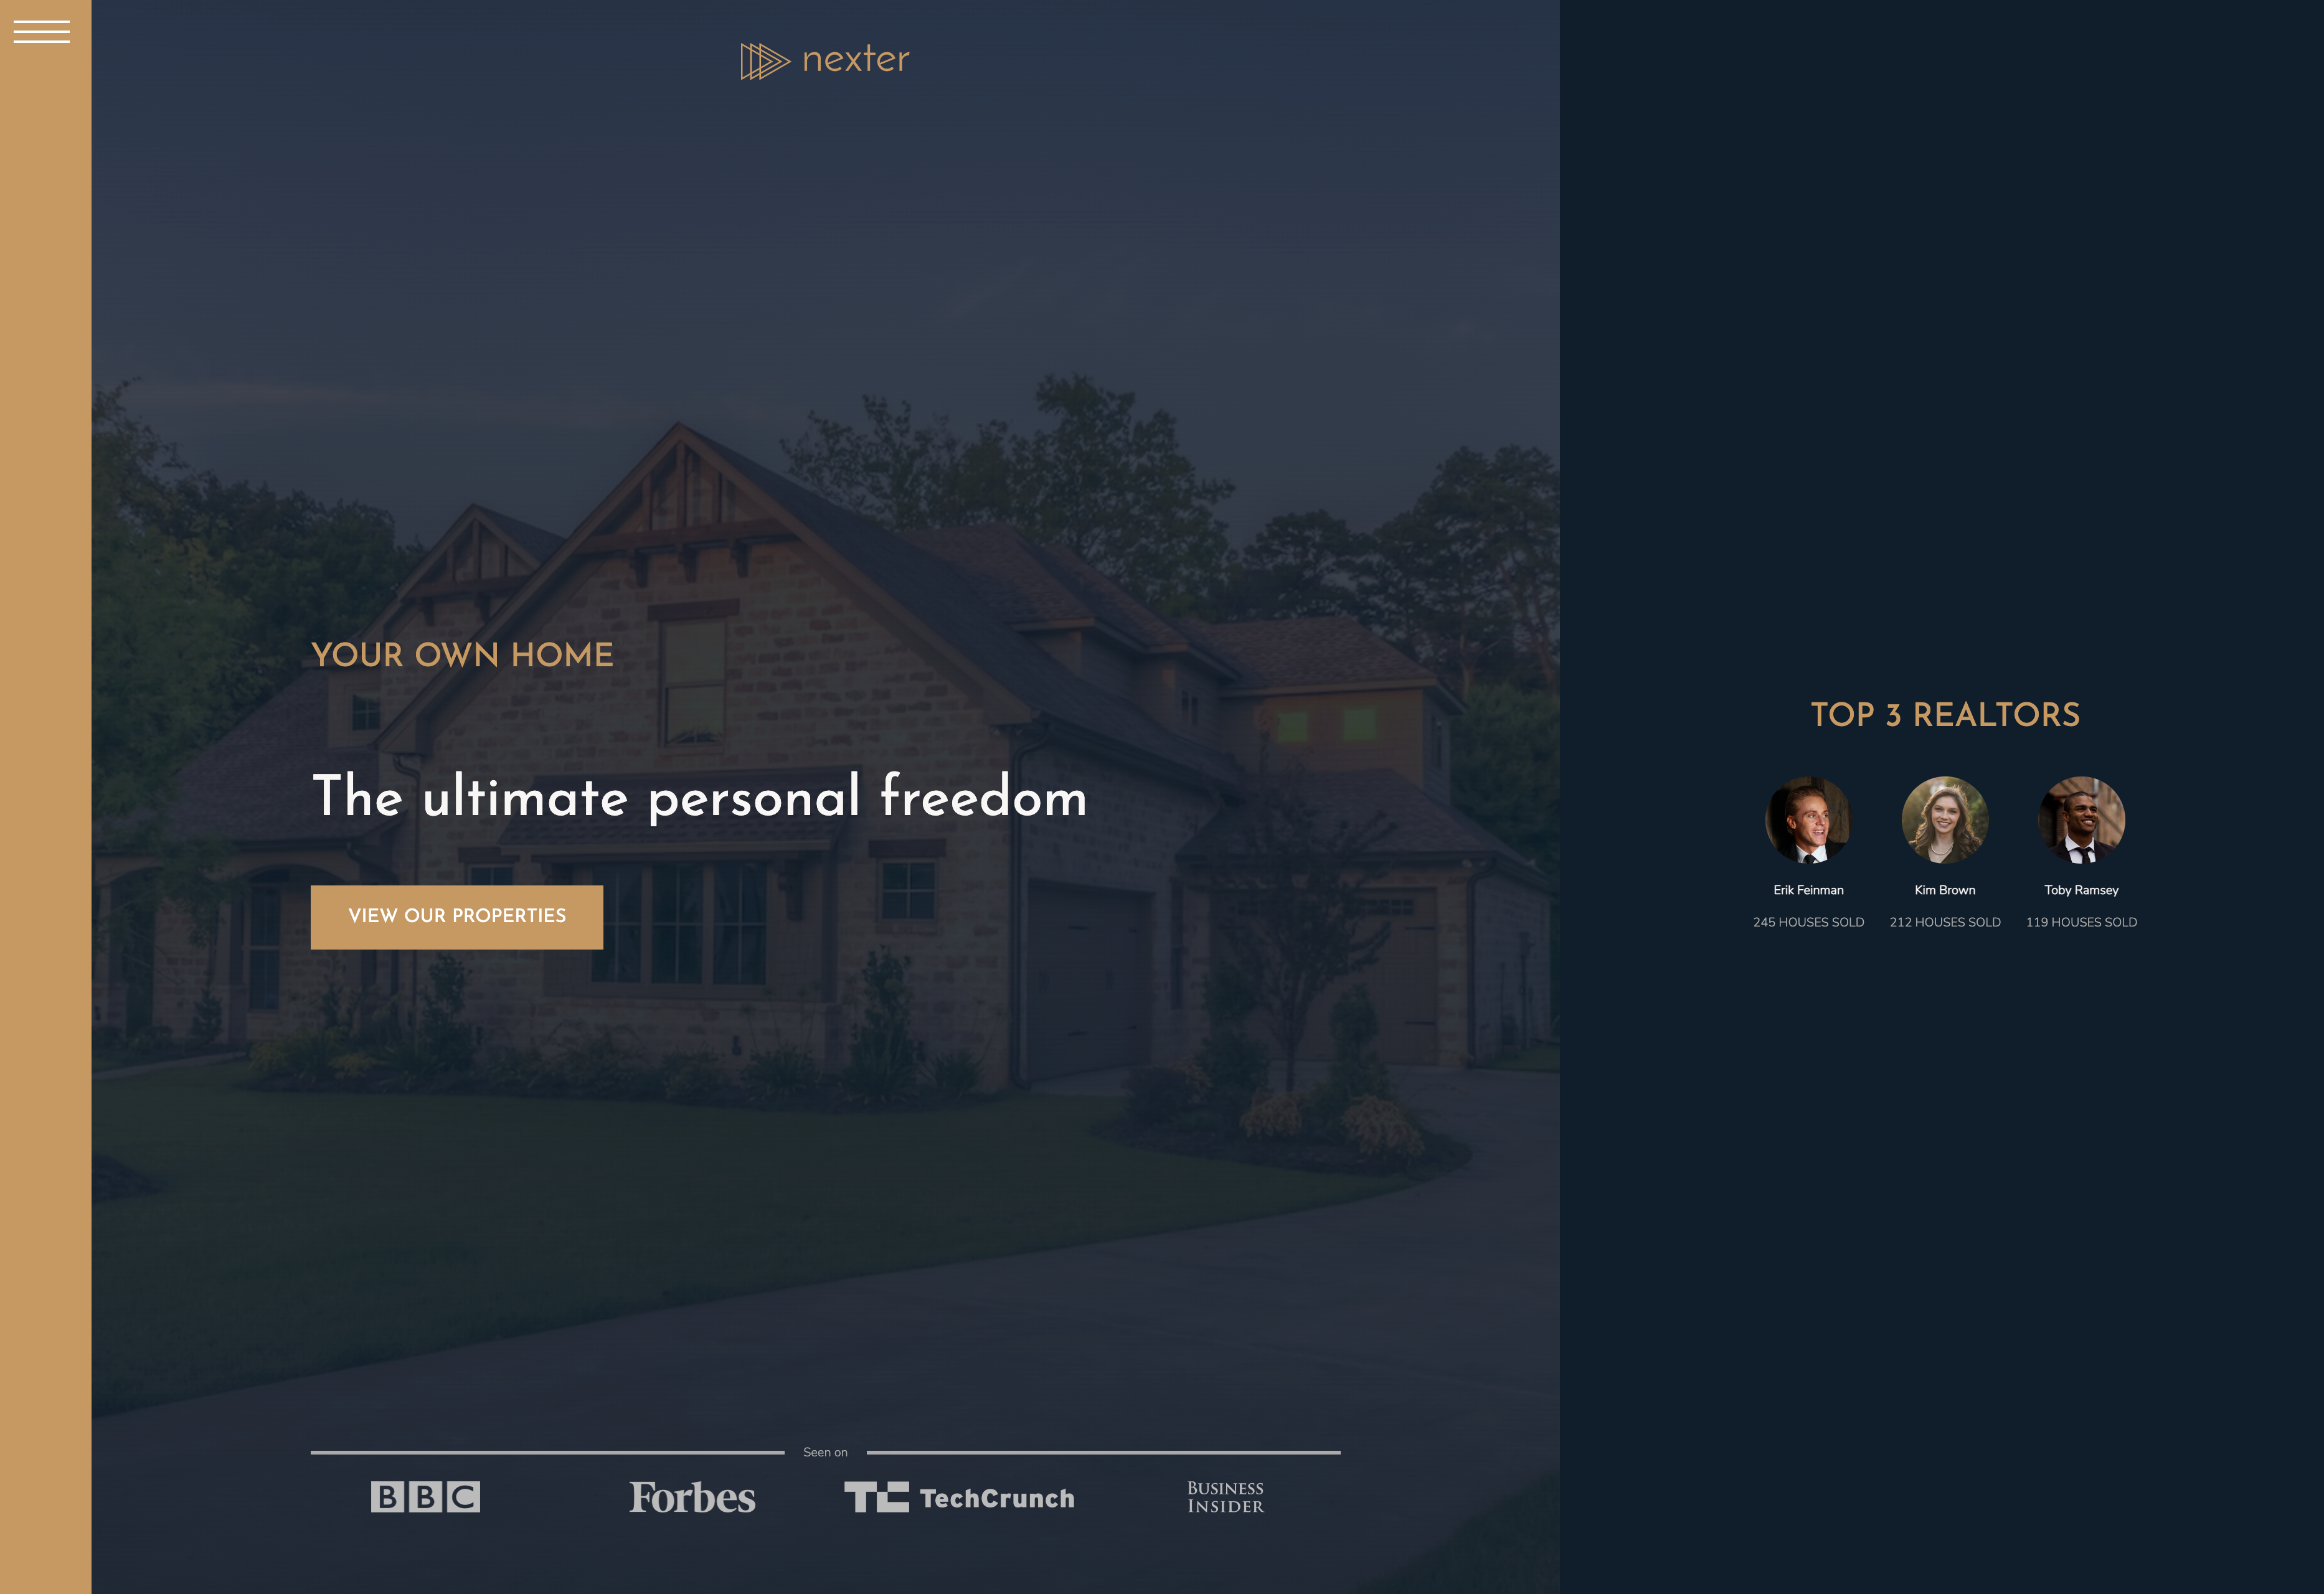 nexter
YOUR OWN HOME
The ultimate personal freedom
VIEW OUR PROPERTIES
Seen on
BBC
Forbes
TC TechCrunch
BUSINESS
INSIDER
TOP 3 REALTORS
Erik Feinman
245 HOUSES SOLD
Kim Brown
212 HOUSES SOLD
Toby Ramsey
119 HOUSES SOLD